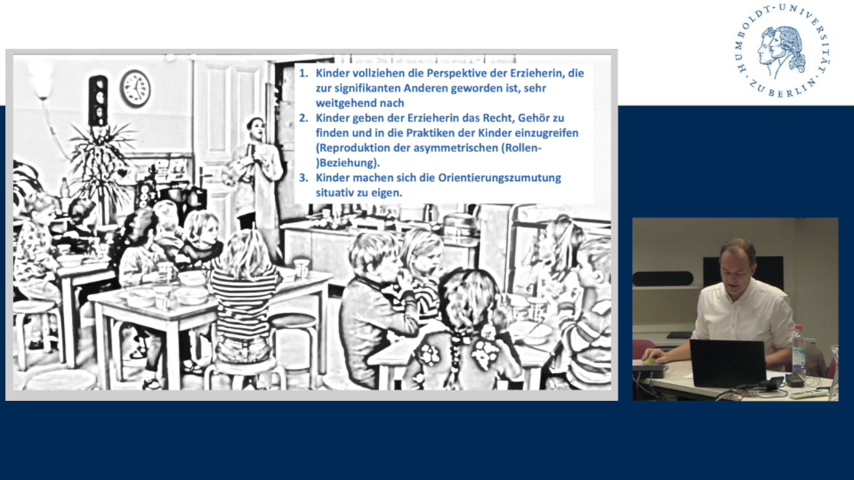 HUMBOLDT-UNIVERSITÄT
ZU BERLIN
1. Kinder vollziehen die Perspektive der Erzieherin, die
zur signifikanten Anderen geworden ist, sehr
weitgehend nach
2. Kinder geben der Erzieherin das Recht, Gehör zu
finden und in die Praktiken der Kinder einzugreifen
(Reproduktion der asymmetrischen (Rollen-
)Beziehung).
3. Kinder machen sich die Orientierungszumutung
situativ zu eigen.